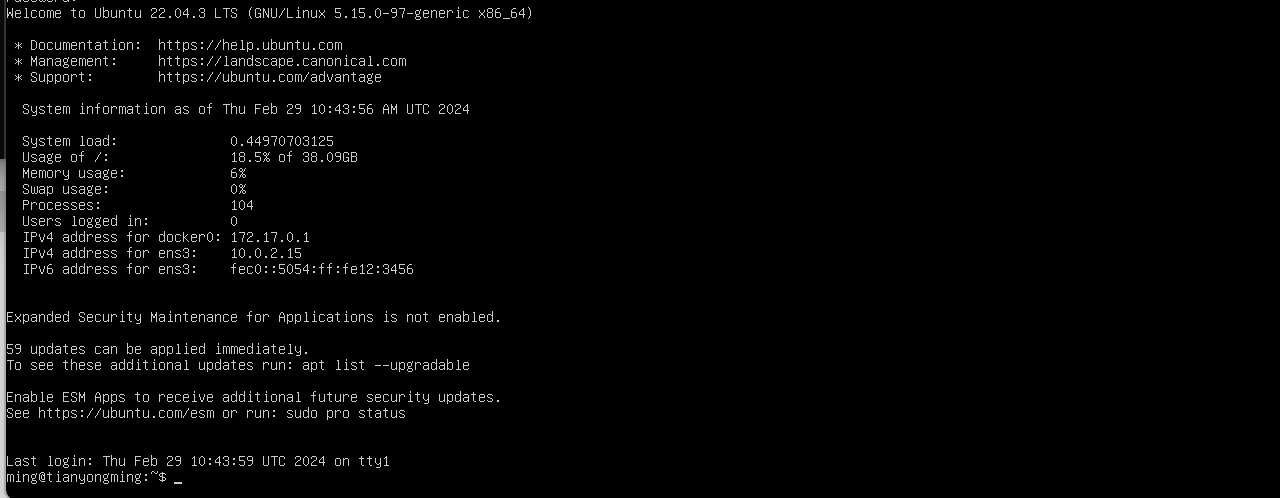 Password:
Welcome to Ubuntu 22.04.3 LTS (GNU/Linux 5.15.0-97-generic x86_64)
* Documentation:  https://help.ubuntu.com
* Management:     https://landscape.canonical.com
* Support:        https://ubuntu.com/advantage
System information as of Thu Feb 29 10:43:56 AM UTC 2024
System load:              0.44970703125
Usage of /:               18.5% of 38.09GB
Memory usage:             6%
Swap usage:               0%
Processes:                104
Users logged in:          0
IPv4 address for docker0: 172.17.0.1
IPv4 address for ens3:    10.0.2.15
IPv6 address for ens3:    fec0::5054:ff:fe12:3456
Expanded Security Maintenance for Applications is not enabled.
59 updates can be applied immediately.
To see these additional updates run: apt list --upgradable
Enable ESM Apps to receive additional future security updates.
See https://ubuntu.com/esm or run: sudo pro status
Last login: Thu Feb 29 10:43:59 UTC 2024 on tty1
ming@tianyongming:~$ _